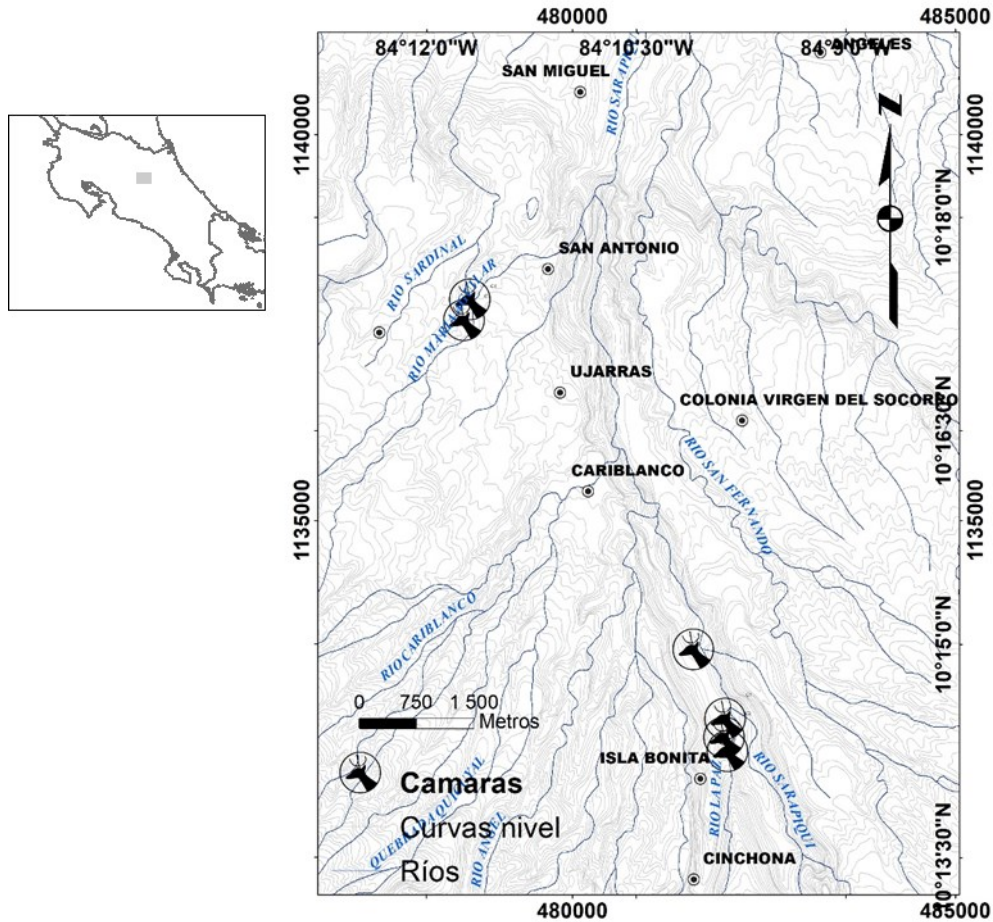 480000
485000
84°12'0"W
84°10'30"W
84°9'0"W
ANGELES
SAN MIGUEL
RIO SARAPIQUI
1140000
1140000
10°18'0"N
SAN ANTONIO
RIO SARDINAL
RIO MARIA AGUILAR
UJARRAS
COLONIA VIRGEN DEL SOCORRO
10°16'30"N
CARIBLANCO
RIO SAN FERNANDO
1135000
1135000
RIO CARIBLANCO
10°15'0"N
0 750 1 500
Metros
ISLA BONITA
RIO LA PAZ
RIO SARAPIQUI
Camaras
QUEBRADA QUICUYAL
Curvas nivel
RIO ANGEL
Ríos
CINCHONA
10°13'30"N
480000
485000